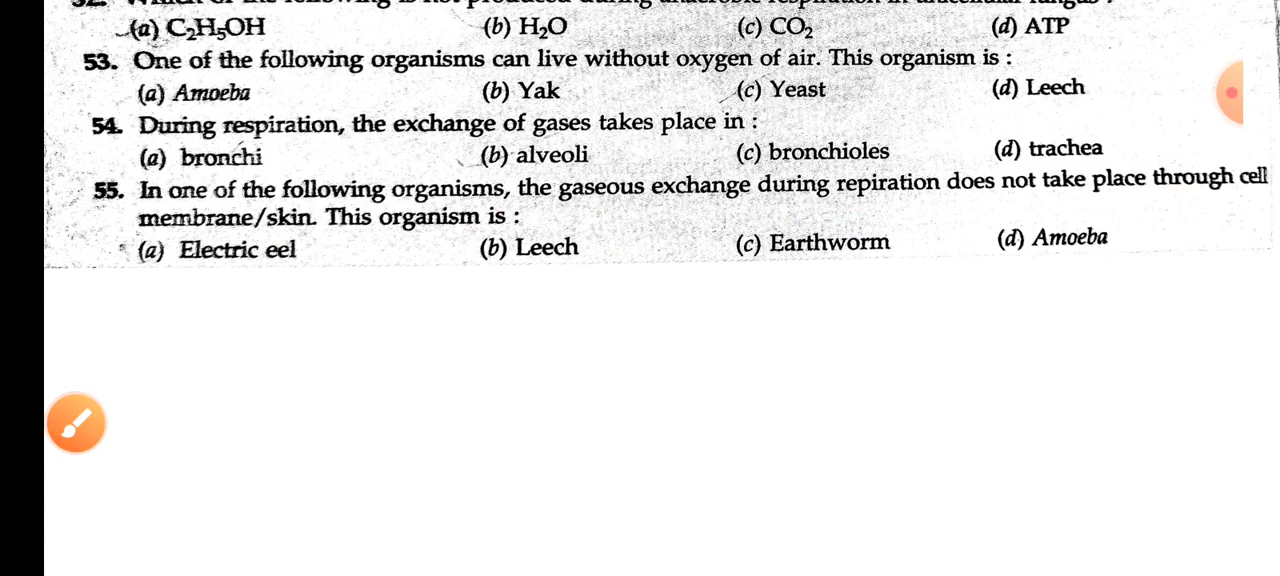 (a) C₂H₅OH (b) H₂O (c) CO₂ (d) ATP
53. One of the following organisms can live without oxygen of air. This organism is :
(a) Amoeba (b) Yak (c) Yeast (d) Leech
54. During respiration, the exchange of gases takes place in :
(a) bronchi (b) alveoli (c) bronchioles (d) trachea
55. In one of the following organisms, the gaseous exchange during repiration does not take place through cell
membrane/skin. This organism is :
(a) Electric eel (b) Leech (c) Earthworm (d) Amoeba